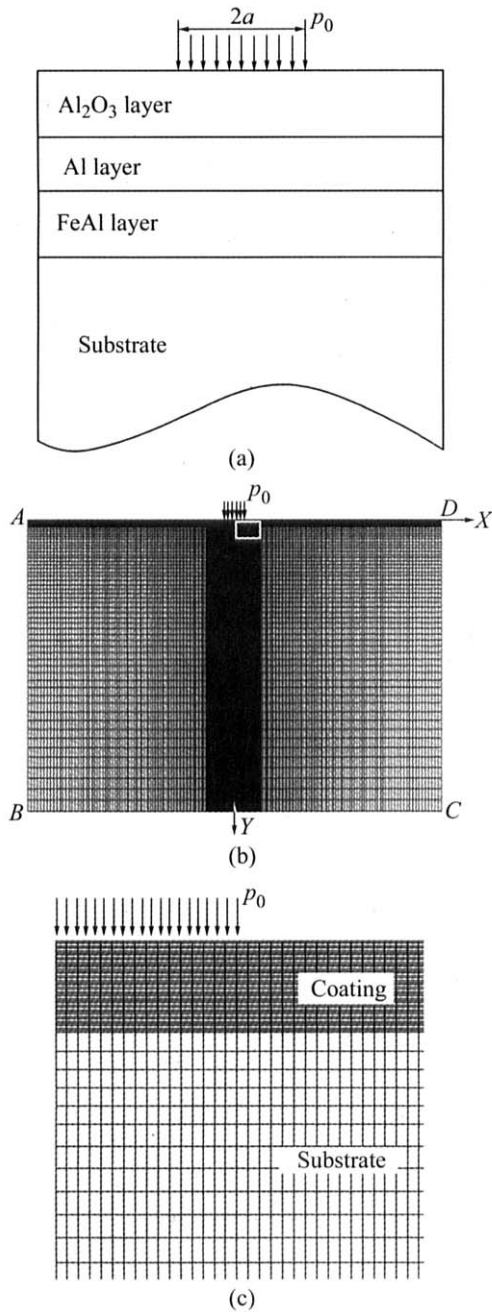 2a p₀
Al₂O₃ layer
Al layer
FeAl layer
Substrate
(a)
p₀
A D X
B Y C
(b)
p₀
Coating
Substrate
(c)